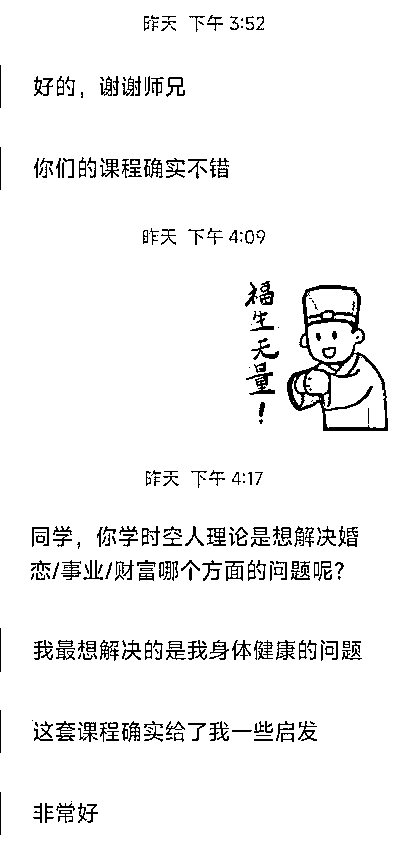 昨天 下午 3:52
好的，谢谢师兄
你们的课程确实不错
昨天 下午 4:09
福生无量！
昨天 下午 4:17
同学，你学时空人理论是想解决婚
恋/事业/财富哪个方面的问题呢？
我最想解决的是我身体健康的问题
这套课程确实给了我一些启发
非常好